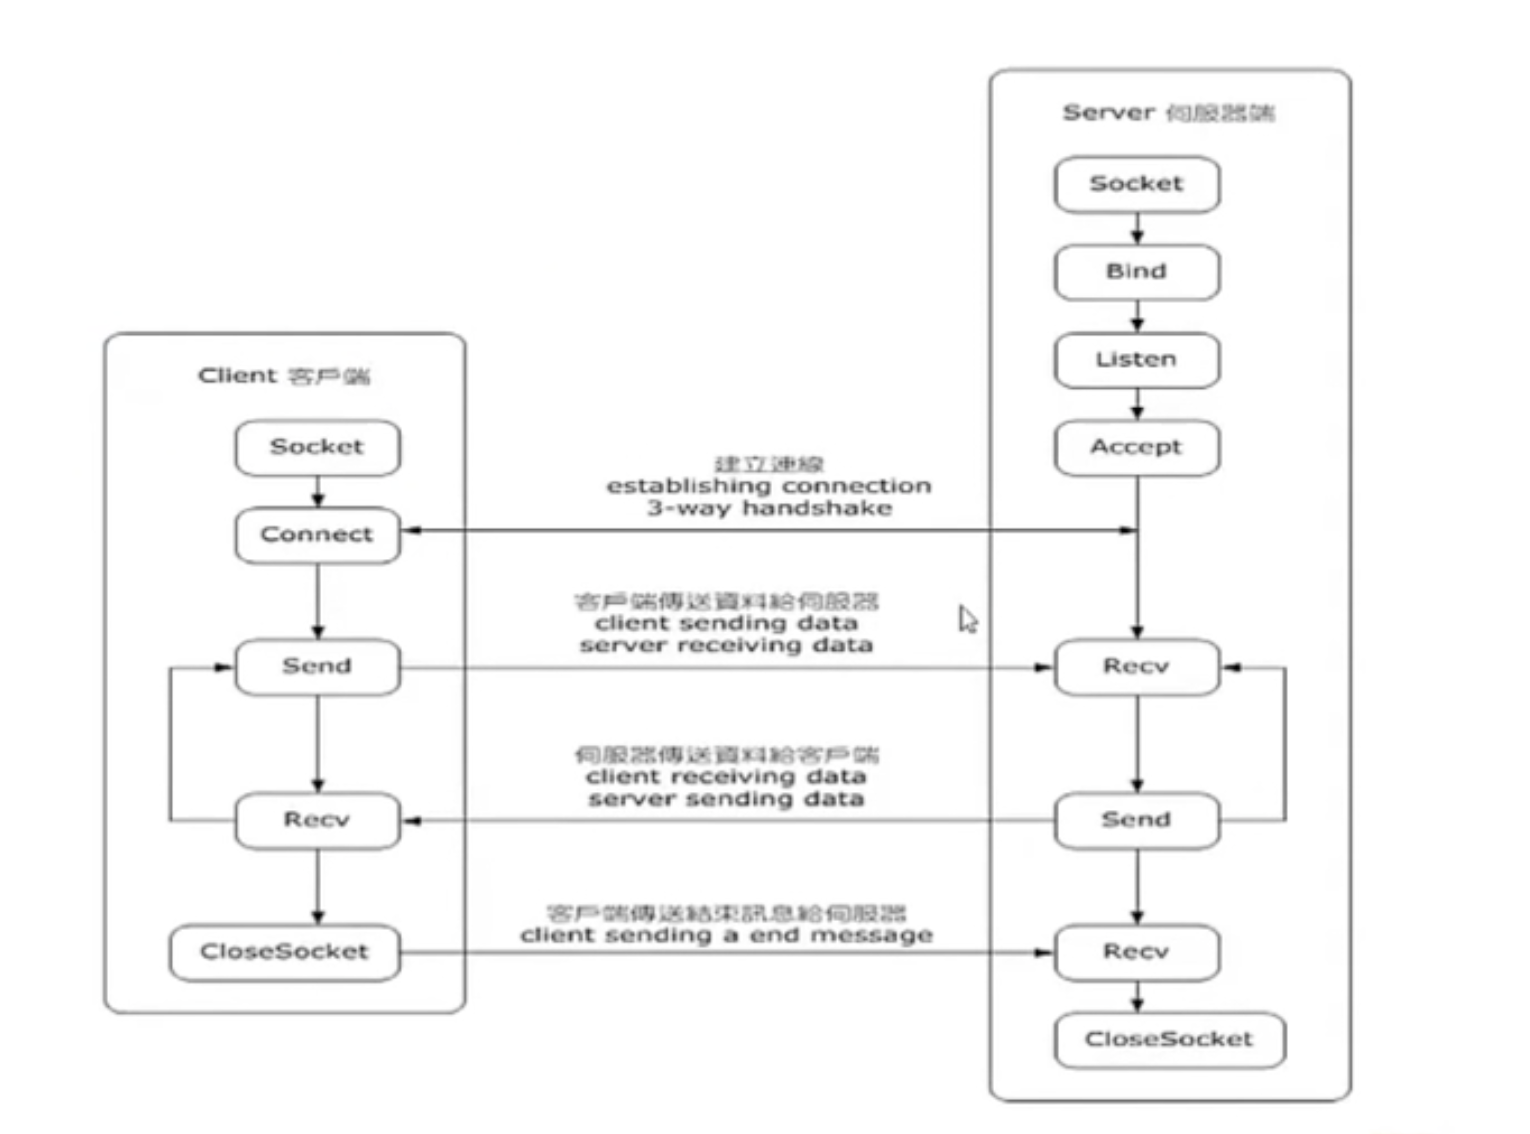 Server 伺服器端
Socket
Bind
Listen
Accept
Client 客戶端
Socket
Connect
建立連線
establishing connection
3-way handshake
客戶端傳送資料給伺服器
client sending data
server receiving data
Send
Recv
伺服器傳送資料給客戶端
client receiving data
server sending data
Recv
Send
客戶端傳送結束訊息給伺服器
client sending a end message
CloseSocket
Recv
CloseSocket